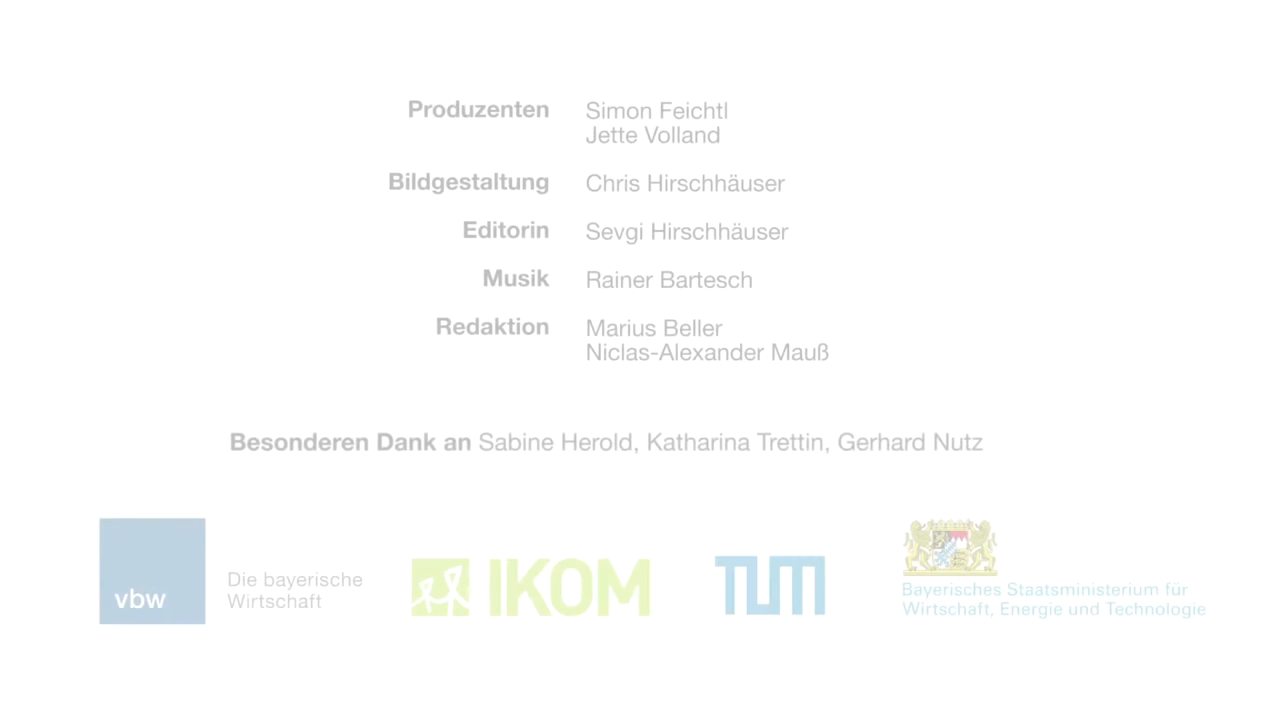 Produzenten Simon Feichtl
Jette Volland
Bildgestaltung Chris Hirschhäuser
Editorin Sevgi Hirschhäuser
Musik Rainer Bartesch
Redaktion Marius Beller
Niclas-Alexander Mauß
Besonderen Dank an Sabine Herold, Katharina Trettin, Gerhard Nutz
vbw
Die bayerische
Wirtschaft
IKOM
TUM
Bayerisches Staatsministerium für
Wirtschaft, Energie und Technologie